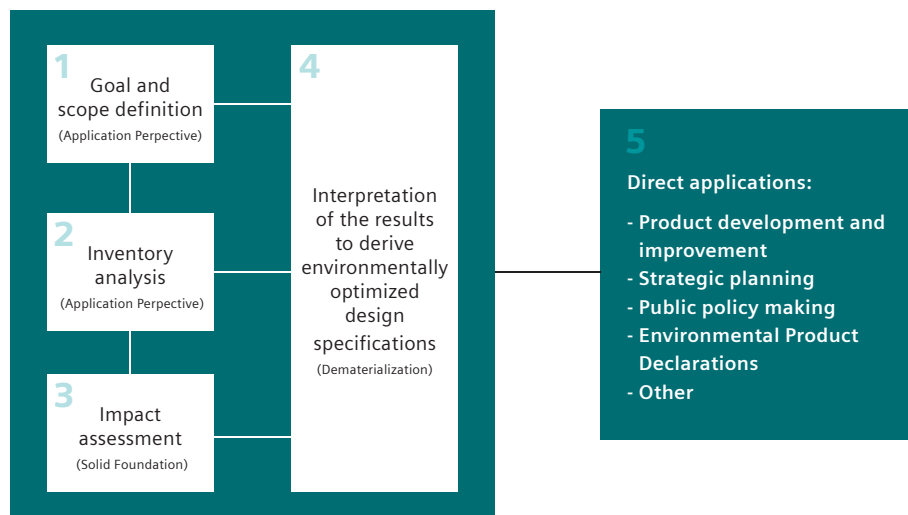 1
Goal and
scope definition
(Application Perpective)
2
Inventory
analysis
(Application Perpective)
3
Impact
assessment
(Solid Foundation)
4
Interpretation
of the results
to derive
environmentally
optimized
design
specifications
(Dematerialization)
5
Direct applications:
- Product development and
improvement
- Strategic planning
- Public policy making
- Environmental Product
Declarations
- Other